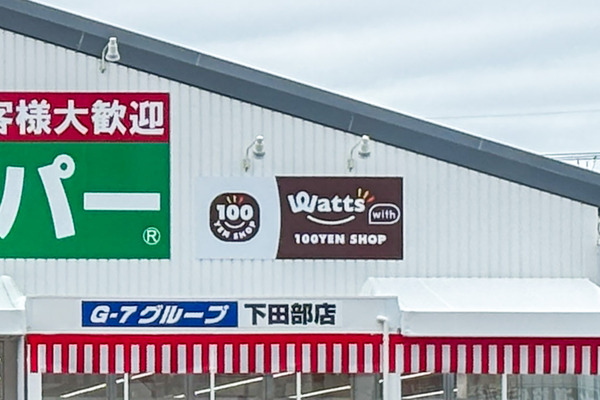 客様大歓迎
パー
®
100
YEN SHOP
Watts
with
100YEN SHOP
G-7グループ 下田部店